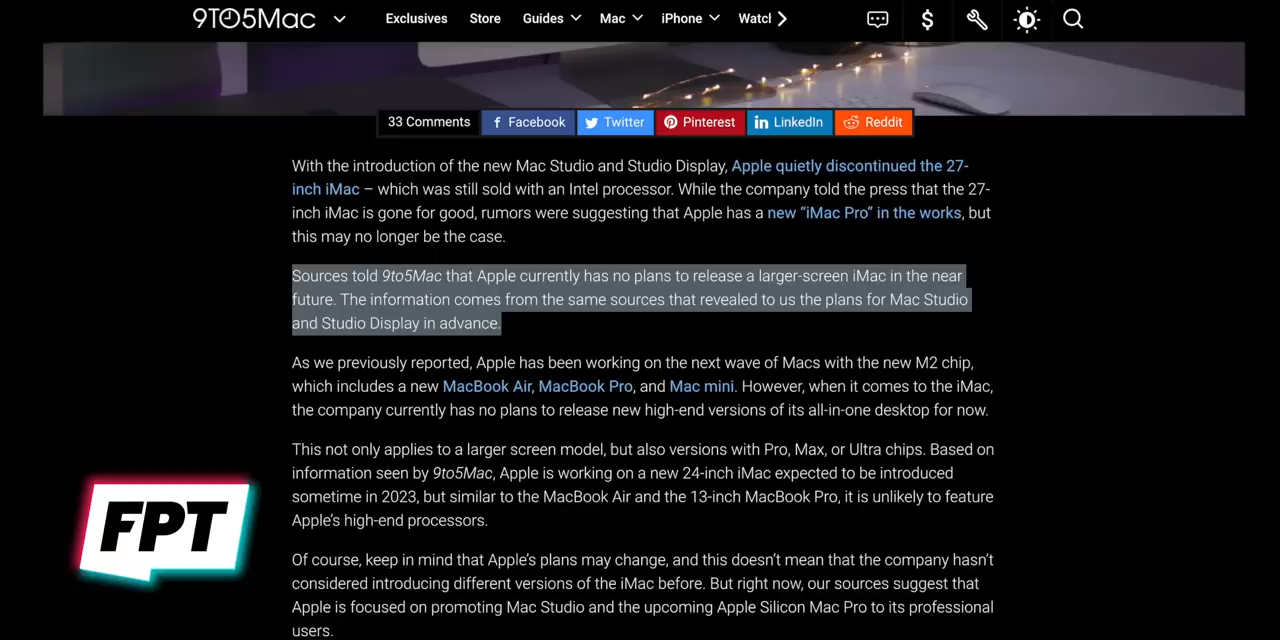 9TO5Mac
Exclusives Store Guides Mac iPhone Watcl
33 Comments Facebook Twitter Pinterest LinkedIn Reddit
With the introduction of the new Mac Studio and Studio Display, Apple quietly discontinued the 27-
inch iMac – which was still sold with an Intel processor. While the company told the press that the 27-
inch iMac is gone for good, rumors were suggesting that Apple has a new “iMac Pro” in the works, but
this may no longer be the case.
Sources told 9to5Mac that Apple currently has no plans to release a larger-screen iMac in the near
future. The information comes from the same sources that revealed to us the plans for Mac Studio
and Studio Display in advance.
As we previously reported, Apple has been working on the next wave of Macs with the new M2 chip,
which includes a new MacBook Air, MacBook Pro, and Mac mini. However, when it comes to the iMac,
the company currently has no plans to release new high-end versions of its all-in-one desktop for now.
This not only applies to a larger screen model, but also versions with Pro, Max, or Ultra chips. Based on
information seen by 9to5Mac, Apple is working on a new 24-inch iMac expected to be introduced
sometime in 2023, but similar to the MacBook Air and the 13-inch MacBook Pro, it is unlikely to feature
Apple’s high-end processors.
FPT
Of course, keep in mind that Apple’s plans may change, and this doesn’t mean that the company hasn’t
considered introducing different versions of the iMac before. But right now, our sources suggest that
Apple is focused on promoting Mac Studio and the upcoming Apple Silicon Mac Pro to its professional
users.